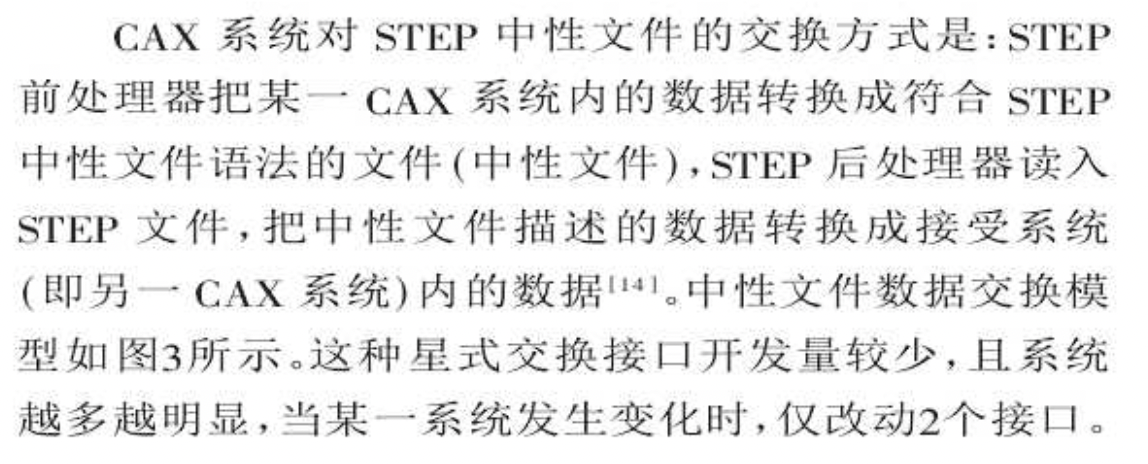 CAX 系统对 STEP 中性文件的交换方式是：STEP
前处理器把某一 CAX 系统内的数据转换成符合 STEP
中性文件语法的文件(中性文件)，STEP 后处理器读入
STEP 文件，把中性文件描述的数据转换成接受系统
(即另一 CAX 系统)内的数据[14]。中性文件数据交换模
型如图3所示。这种星式交换接口开发量较少，且系统
越多越明显，当某一系统发生变化时，仅改动2个接口。